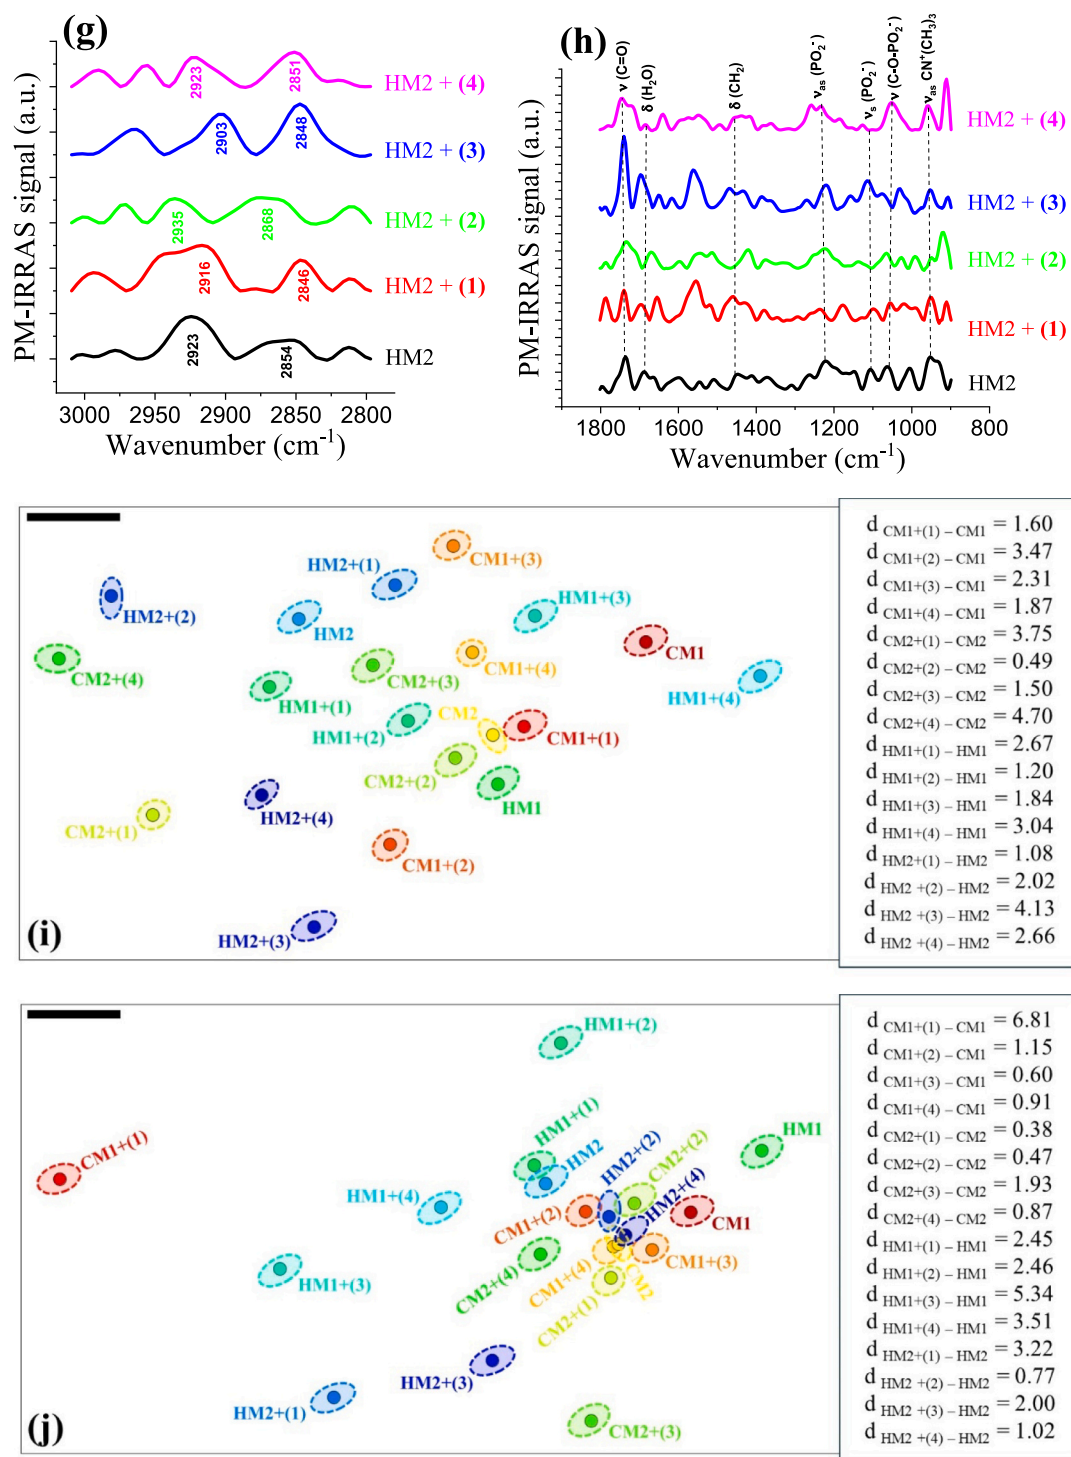 (g)
PM-IRRAS signal (a.u.)
2923
2851
HM2 + (4)
2903
2848
HM2 + (3)
2935
2868
HM2 + (2)
2916
2846
HM2 + (1)
2923
2854
HM2
3000 2950 2900 2850 2800
Wavenumber (cm-1)
(h)
PM-IRRAS signal (a.u.)
ν (C=O)
δ (H2O)
δ (CH2)
νas (PO2-)
νs (PO2-)
ν (C-O-PO2-)
νas CN+(CH3)3
HM2 + (4)
HM2 + (3)
HM2 + (2)
HM2 + (1)
HM2
1800 1600 1400 1200 1000 800
Wavenumber (cm-1)
CM1+(3)
HM2+(1)
HM2+(2)
HM2
HM1+(3)
CM1
CM2+(4)
CM2+(3)
CM1+(4)
HM1+(4)
HM1+(1)
CM2
HM1+(2)
CM1+(1)
CM2+(2)
HM1
HM2+(4)
CM2+(1)
CM1+(2)
HM2+(3)
(i)
d CM1+(1) – CM1 = 1.60
d CM1+(2) – CM1 = 3.47
d CM1+(3) – CM1 = 2.31
d CM1+(4) – CM1 = 1.87
d CM2+(1) – CM2 = 3.75
d CM2+(2) – CM2 = 0.49
d CM2+(3) – CM2 = 1.50
d CM2+(4) – CM2 = 4.70
d HM1+(1) – HM1 = 2.67
d HM1+(2) – HM1 = 1.20
d HM1+(3) – HM1 = 1.84
d HM1+(4) – HM1 = 3.04
d HM2+(1) – HM2 = 1.08
d HM2 +(2) – HM2 = 2.02
d HM2 +(3) – HM2 = 4.13
d HM2 +(4) – HM2 = 2.66
HM1+(2)
HM1+(1)
HM2
HM2+(2)
CM2+(2)
HM1
CM1+(1)
HM1+(4)
CM1+(2)
HM2+(4)
CM1
HM1+(3)
CM2+(4)
CM1+(4)
CM2
CM1+(3)
CM2+(1)
HM2+(3)
HM2+(1)
CM2+(3)
(j)
d CM1+(1) – CM1 = 6.81
d CM1+(2) – CM1 = 1.15
d CM1+(3) – CM1 = 0.60
d CM1+(4) – CM1 = 0.91
d CM2+(1) – CM2 = 0.38
d CM2+(2) – CM2 = 0.47
d CM2+(3) – CM2 = 1.93
d CM2+(4) – CM2 = 0.87
d HM1+(1) – HM1 = 2.45
d HM1+(2) – HM1 = 2.46
d HM1+(3) – HM1 = 5.34
d HM1+(4) – HM1 = 3.51
d HM2+(1) – HM2 = 3.22
d HM2 +(2) – HM2 = 0.77
d HM2 +(3) – HM2 = 2.00
d HM2 +(4) – HM2 = 1.02